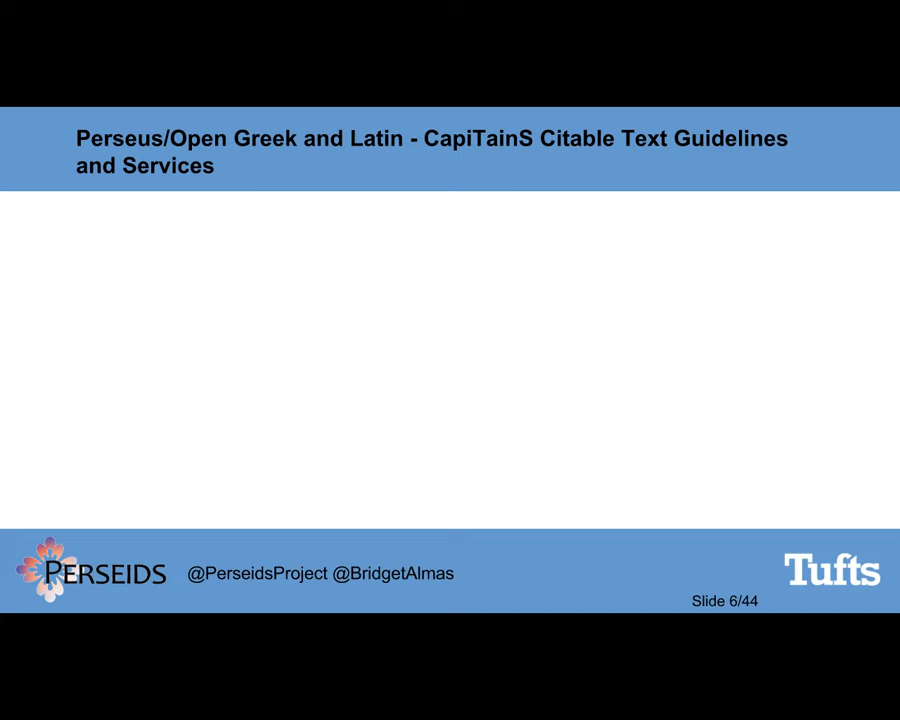 Perseus/Open Greek and Latin - CapiTainS Citable Text Guidelines
and Services
PERSEIDS
@PerseidsProject @BridgetAlmas
Tufts
Slide 6/44